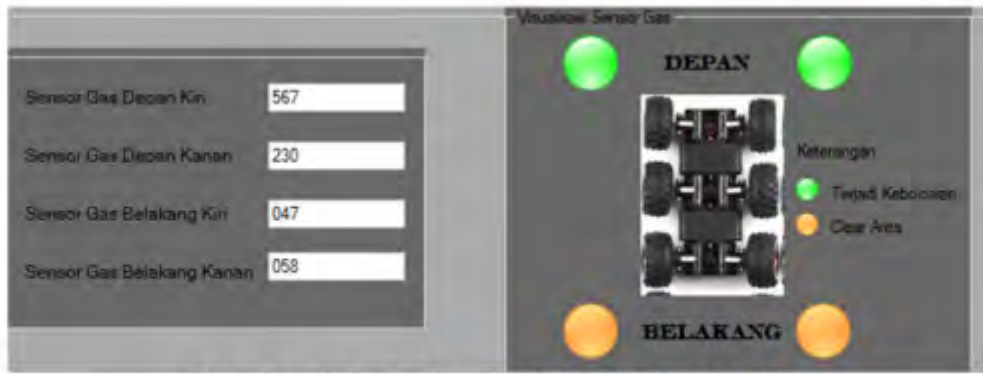 Sensor Gas Depan Kiri
567
Sensor Gas Depan Kanan
230
Sensor Gas Belakang Kiri
047
Sensor Gas Belakang Kanan
058
Visualisasi Sensor Gas
DEPAN
Keterangan
Terjadi Kebocoran
Clear Area
BELAKANG